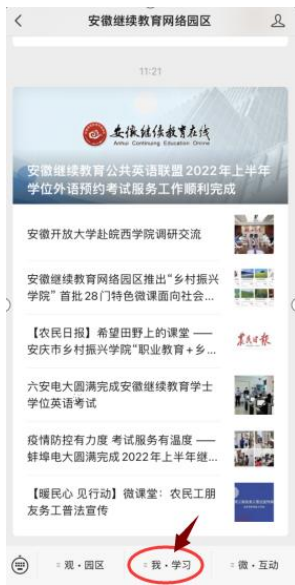 安徽继续教育网络园区
11:21
安徽继续教育在线
Anhui Continuing Education Online
安徽继续教育公共英语联盟2022年上半年
学位外语预约考试服务工作顺利完成
安徽开放大学赴皖西学院调研交流
安徽继续教育网络园区推出“乡村振兴
学院”首批28门特色微课面向社会...
【农民日报】希望田野上的课堂 ——
安庆市乡村振兴学院“职业教育+乡...
农民日报
六安电大圆满完成安徽继续教育学士
学位英语考试
疫情防控有力度 考试服务有温度 ——
蚌埠电大圆满完成2022年上半年继...
【暖民心 见行动】微课堂：农民工朋
友务工普法宣传
观·园区
我·学习
微·互动